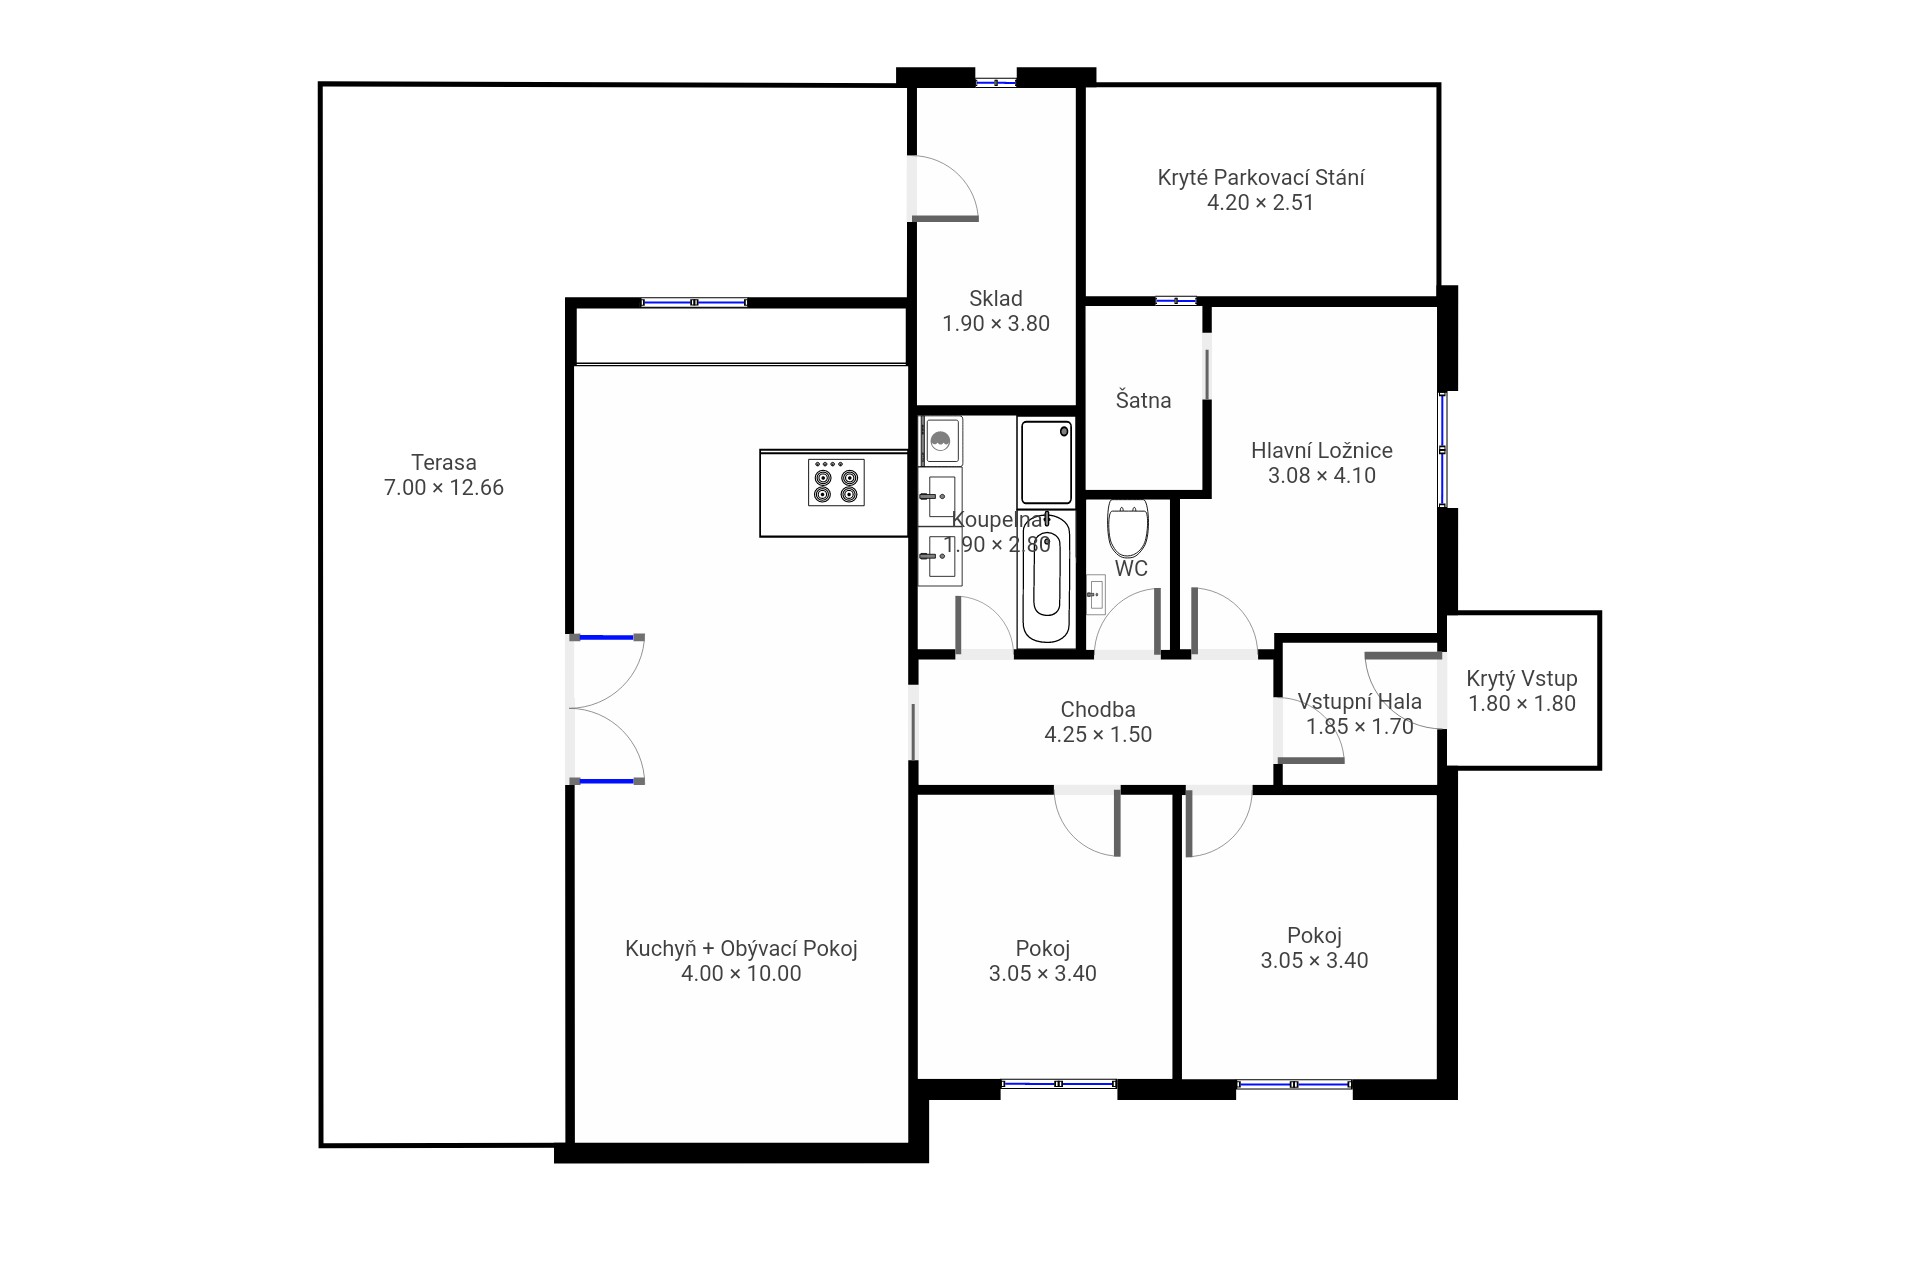 Kryté Parkovací Stání
4.20 × 2.51
Sklad
1.90 × 3.80
Šatna
Hlavní Ložnice
3.08 × 4.10
Terasa
7.00 × 12.66
Koupelna
1.90 × 2.80
WC
Krytý Vstup
1.80 × 1.80
Vstupní Hala
1.85 × 1.70
Chodba
4.25 × 1.50
Kuchyň + Obývací Pokoj
4.00 × 10.00
Pokoj
3.05 × 3.40
Pokoj
3.05 × 3.40